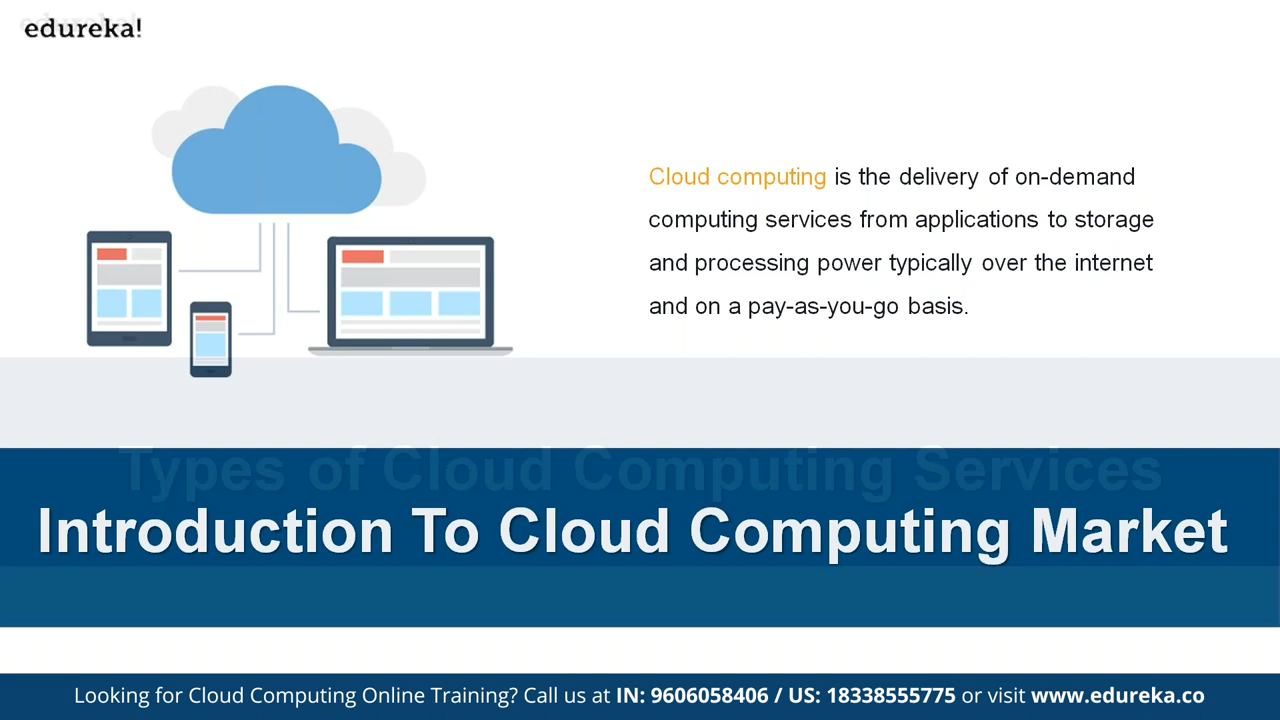 edureka!
Cloud computing is the delivery of on-demand
computing services from applications to storage
and processing power typically over the internet
and on a pay-as-you-go basis.
Types of Cloud Computing Services
Introduction To Cloud Computing Market
Looking for Cloud Computing Online Training? Call us at IN: 9606058406 / US: 18338555775 or visit www.edureka.co